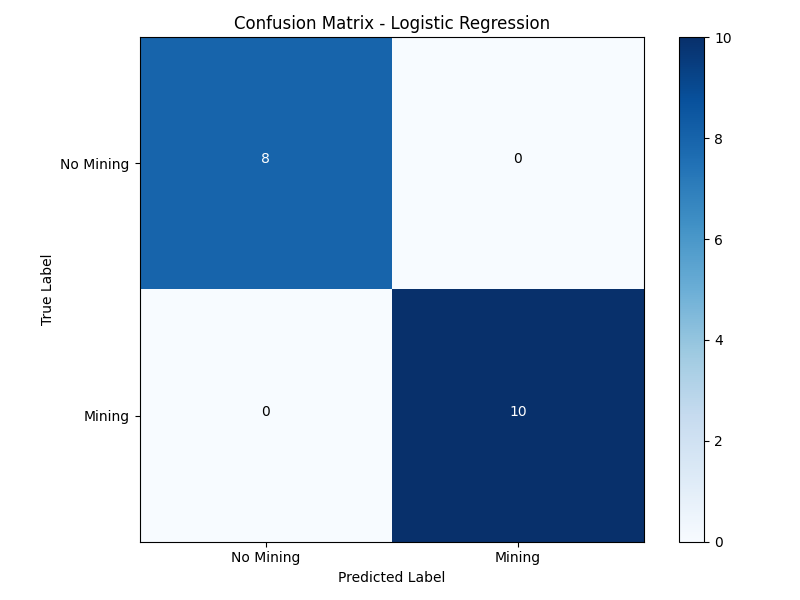 Confusion Matrix - Logistic Regression
True Label
No Mining
Mining
8
0
0
10
No Mining
Mining
Predicted Label
10
8
6
4
2
0